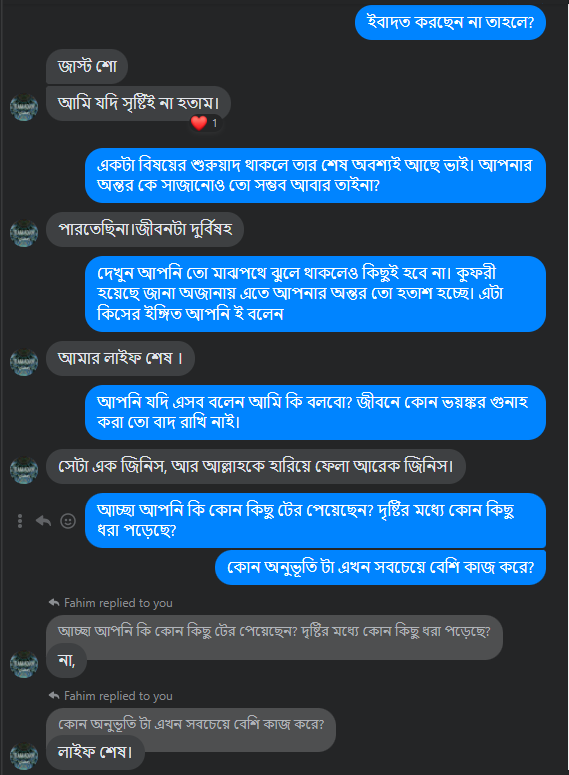 ইবাদত করছেন না তাহলে?
জাস্ট শো
আমি যদি সৃষ্টিই না হতাম।
1
একটা বিষয়ের শুরুয়াদ থাকলে তার শেষ অবশ্যই আছে ভাই। আপনার
অন্তর কে সাজানোও তো সম্ভব আবার তাইনা?
পারতেছিনা।জীবনটা দুর্বিষহ
দেখুন আপনি তো মাঝপথে ঝুলে থাকলেও কিছুই হবে না। কুফরী
হয়েছে জানা অজানায় এতে আপনার অন্তর তো হতাশ হচ্ছে। এটা
কিসের ইঙ্গিত আপনি ই বলেন
আমার লাইফ শেষ ।
আপনি যদি এসব বলেন আমি কি বলবো? জীবনে কোন ভয়ঙ্কর গুনাহ
করা তো বাদ রাখি নাই।
সেটা এক জিনিস, আর আল্লাহকে হারিয়ে ফেলা আরেক জিনিস।
আচ্ছা আপনি কি কোন কিছু টের পেয়েছেন? দৃষ্টির মধ্যে কোন কিছু
ধরা পড়েছে?
কোন অনুভূতি টা এখন সবচেয়ে বেশি কাজ করে?
Fahim replied to you
আচ্ছা আপনি কি কোন কিছু টের পেয়েছেন? দৃষ্টির মধ্যে কোন কিছু ধরা পড়েছে?
না,
Fahim replied to you
কোন অনুভূতি টা এখন সবচেয়ে বেশি কাজ করে?
লাইফ শেষ।